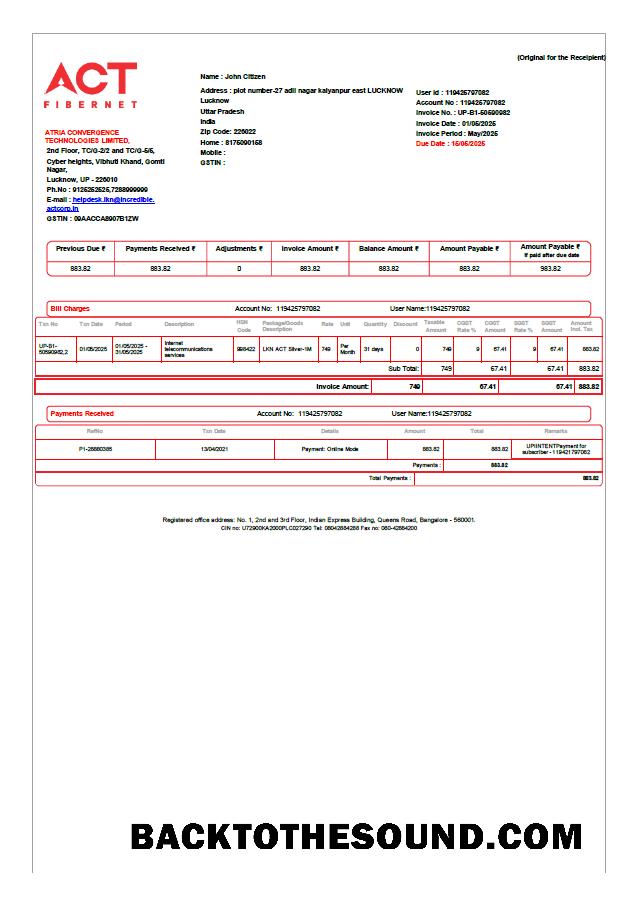 (Original for the Receipient)
ACT
FIBERNET
Name : John Citizen
Address : plot number-27 adil nagar kalyanpur east LUCKNOW
Lucknow
Uttar Pradesh
India
Zip Code: 226022
Home : 8175090158
Mobile :
GSTIN :
User Id : 119425797082
Account No : 119425797082
Invoice No. : UP-B1-50590982
Invoice Date : 01/05/2025
Invoice Period : May/2025
Due Date : 15/05/2025
ATRIA CONVERGENCE
TECHNOLOGIES LIMITED,
2nd Floor, TC/G-2/2 and TC/G-5/5,
Cyber heights, Vibhuti Khand, Gomti
Nagar,
Lucknow, UP - 226010
Ph.No : 9125252525,7288999999
E-mail : helpdesk.lkn@incredible.
actcorp.in
GSTIN : 09AACCA8907B1ZW
Previous Due ₹ Payments Received ₹ Adjustments ₹ Invoice Amount ₹ Balance Amount ₹ Amount Payable ₹ Amount Payable ₹
if paid after due date
883.82 883.82 0 883.82 883.82 883.82 983.82
Bill Charges Account No: 119425797082 User Name:119425797082
Txn No Txn Date Period Description HSN Code Package/Goods Description Rate Unit Quantity Discount Taxable Amount CGST Rate % CGST Amount SGST Rate % SGST Amount Amount Incl. Tax
UP-B1-50590982,2 01/05/2025 01/05/2025 - 31/05/2025 Internet telecommunications services 998422 LKN ACT Silver-1M 749 Per Month 31 days 0 749 9 67.41 9 67.41 883.82
Sub Total: 749 67.41 67.41 883.82
Invoice Amount: 749 67.41 67.41 883.82
Payments Received Account No: 119425797082 User Name:119425797082
RefNo Txn Date Details Amount Total Remarks
P1-28860385 13/04/2021 Payment: Online Mode 883.82 883.82 UPIINTENTPayment for subscriber - 119421797082
Payments : 883.82
Total Payments : 883.82
Registered office address: No. 1, 2nd and 3rd Floor, Indian Express Building, Queens Road, Bangalore - 560001.
CIN no: U72900KA2000PLC027290 Tel: 08042884288 Fax no: 080-42884200
BACKTOTHESOUND.COM